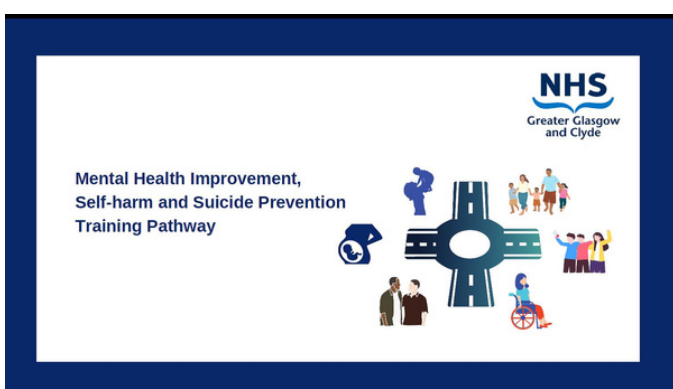 NHS
Greater Glasgow
and Clyde
Mental Health Improvement,
Self-harm and Suicide Prevention
Training Pathway